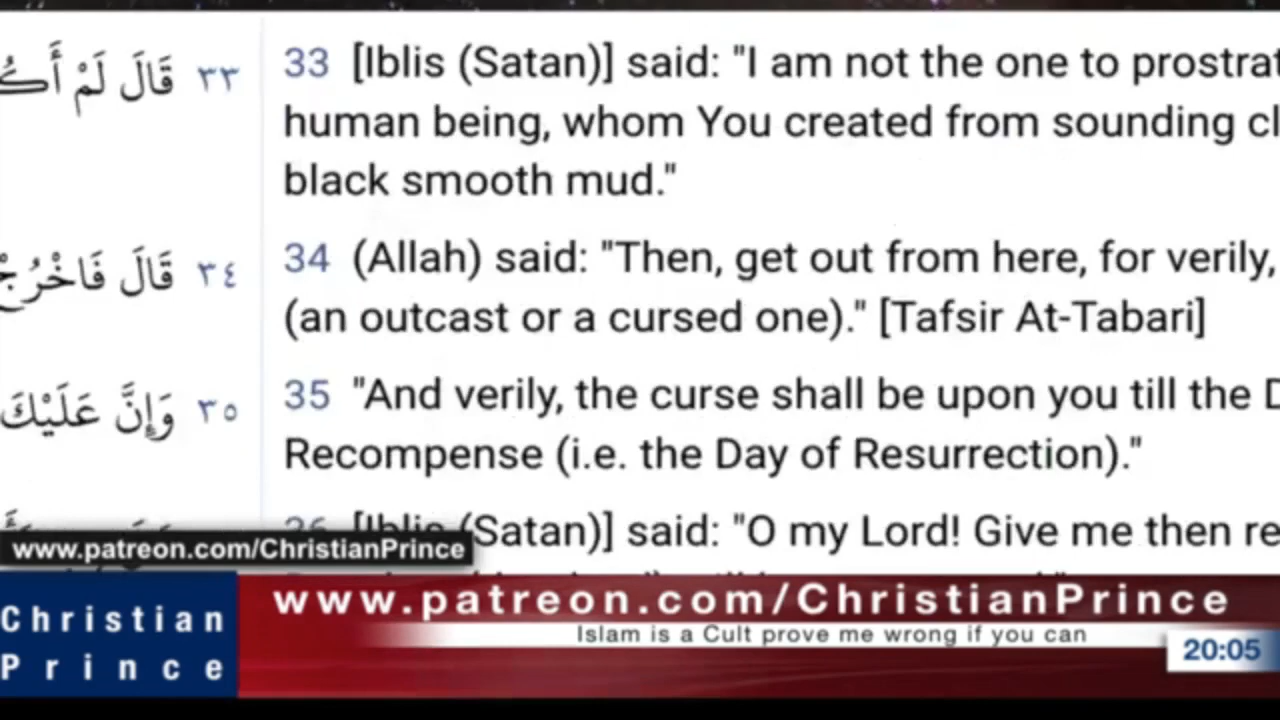 ٣٣ قَالَ لَمْ
33 [Iblis (Satan)] said: "I am not the one to
human being, whom You created from sounding
black smooth mud."
٣٤ قَالَ
34 (Allah) said: "Then, get out from here, for verily,
(an outcast or a cursed one)." [Tafsir At-Tabari]
٣٥ وَإِنَّ عَلَيْكَ
35 "And verily, the curse shall be upon you till the
Recompense (i.e. the Day of Resurrection)."
[Iblis (Satan)] said: "O my Lord! Give me then
www.patreon.com/ChristianPrince
Christian
Prince
www.patreon.com/ChristianPrince
Islam is a Cult prove me wrong if you can
20:05